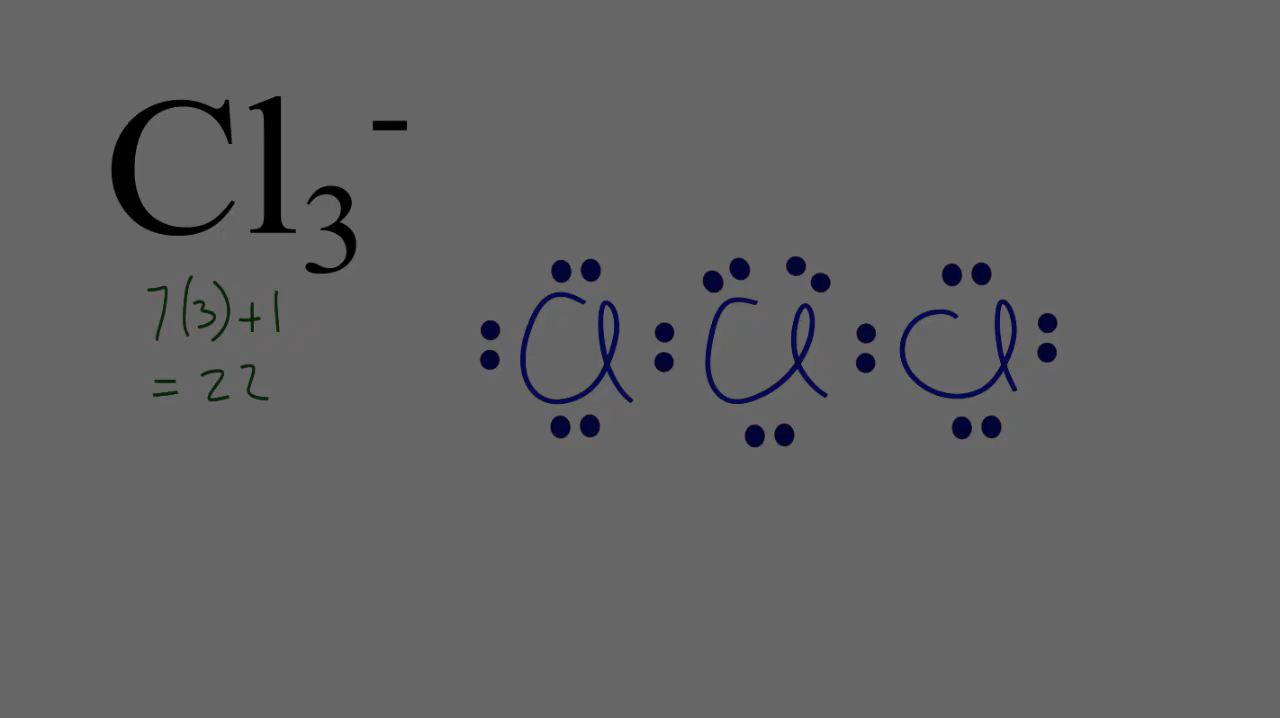 Cl₃⁻
7(3)+1
= 22
Cl : Cl : Cl